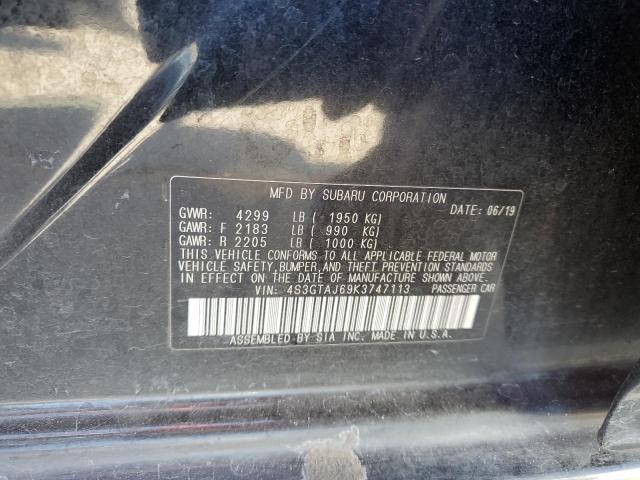 MFD BY SUBARU CORPORATION
DATE: 06/19
GVWR: 4299 LB ( 1950 KG)
GAWR: F 2183 LB ( 990 KG)
GAWR: R 2205 LB ( 1000 KG)
THIS VEHICLE CONFORMS TO ALL APPLICABLE FEDERAL MOTOR
VEHICLE SAFETY, BUMPER, AND THEFT PREVENTION STANDARDS
IN EFFECT ON THE DATE OF MANUFACTURE SHOWN ABOVE.
VIN: 4S3GTAJ69K3747113 PASSENGER CAR
ASSEMBLED BY SIA INC. MADE IN U.S.A.